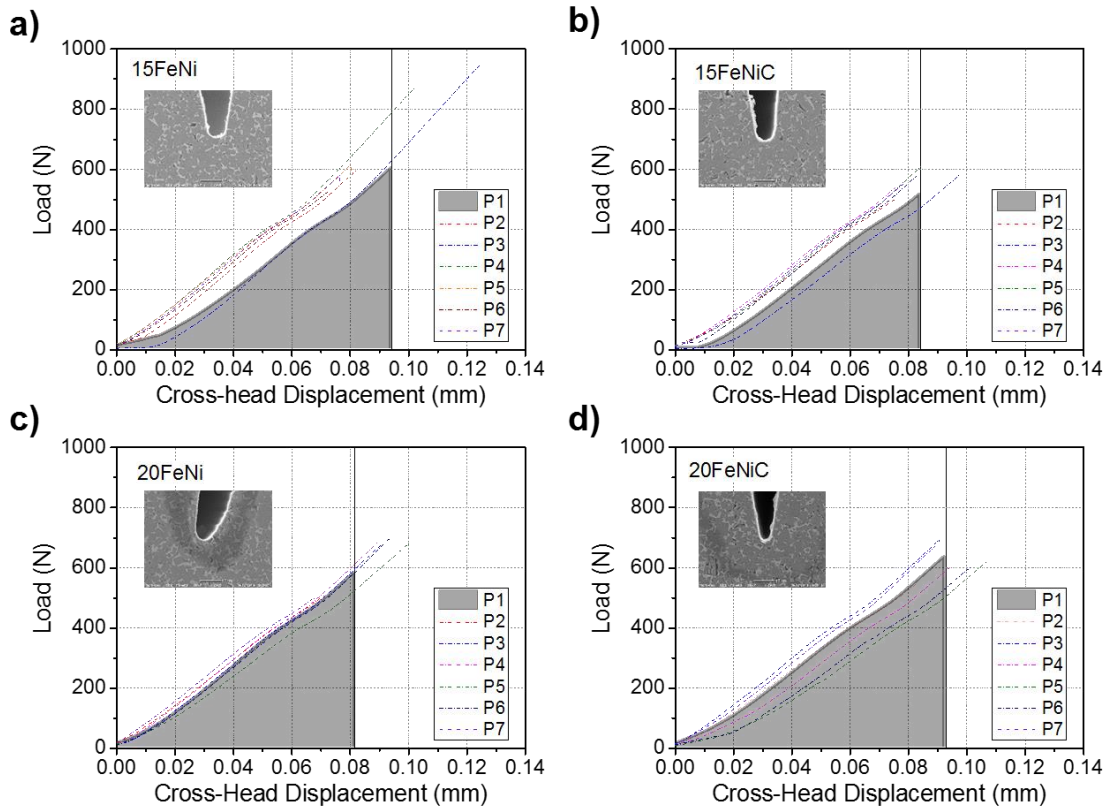 a)
15FeNi
Load (N)
1000
800
600
400
200
0
0.00 0.02 0.04 0.06 0.08 0.10 0.12 0.14
Cross-head Displacement (mm)
P1
P2
P3
P4
P5
P6
P7
b)
15FeNiC
Load (N)
1000
800
600
400
200
0
0.00 0.02 0.04 0.06 0.08 0.10 0.12 0.14
Cross-Head Displacement (mm)
P1
P2
P3
P4
P5
P6
P7
c)
20FeNi
Load (N)
1000
800
600
400
200
0
0.00 0.02 0.04 0.06 0.08 0.10 0.12 0.14
Cross-Head Displacement (mm)
P1
P2
P3
P4
P5
P6
P7
d)
20FeNiC
Load (N)
1000
800
600
400
200
0
0.00 0.02 0.04 0.06 0.08 0.10 0.12 0.14
Cross-Head Displacement (mm)
P1
P2
P3
P4
P5
P6
P7